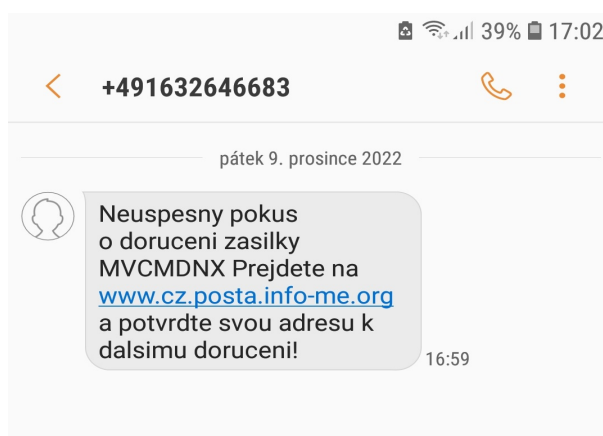 39% 17:02
+491632646683
pátek 9. prosince 2022
Neuspesny pokus
o doruceni zasilky
MVCMDNX Prejdete na
www.cz.posta.info-me.org
a potvrdte svou adresu k
dalsimu doruceni!
16:59